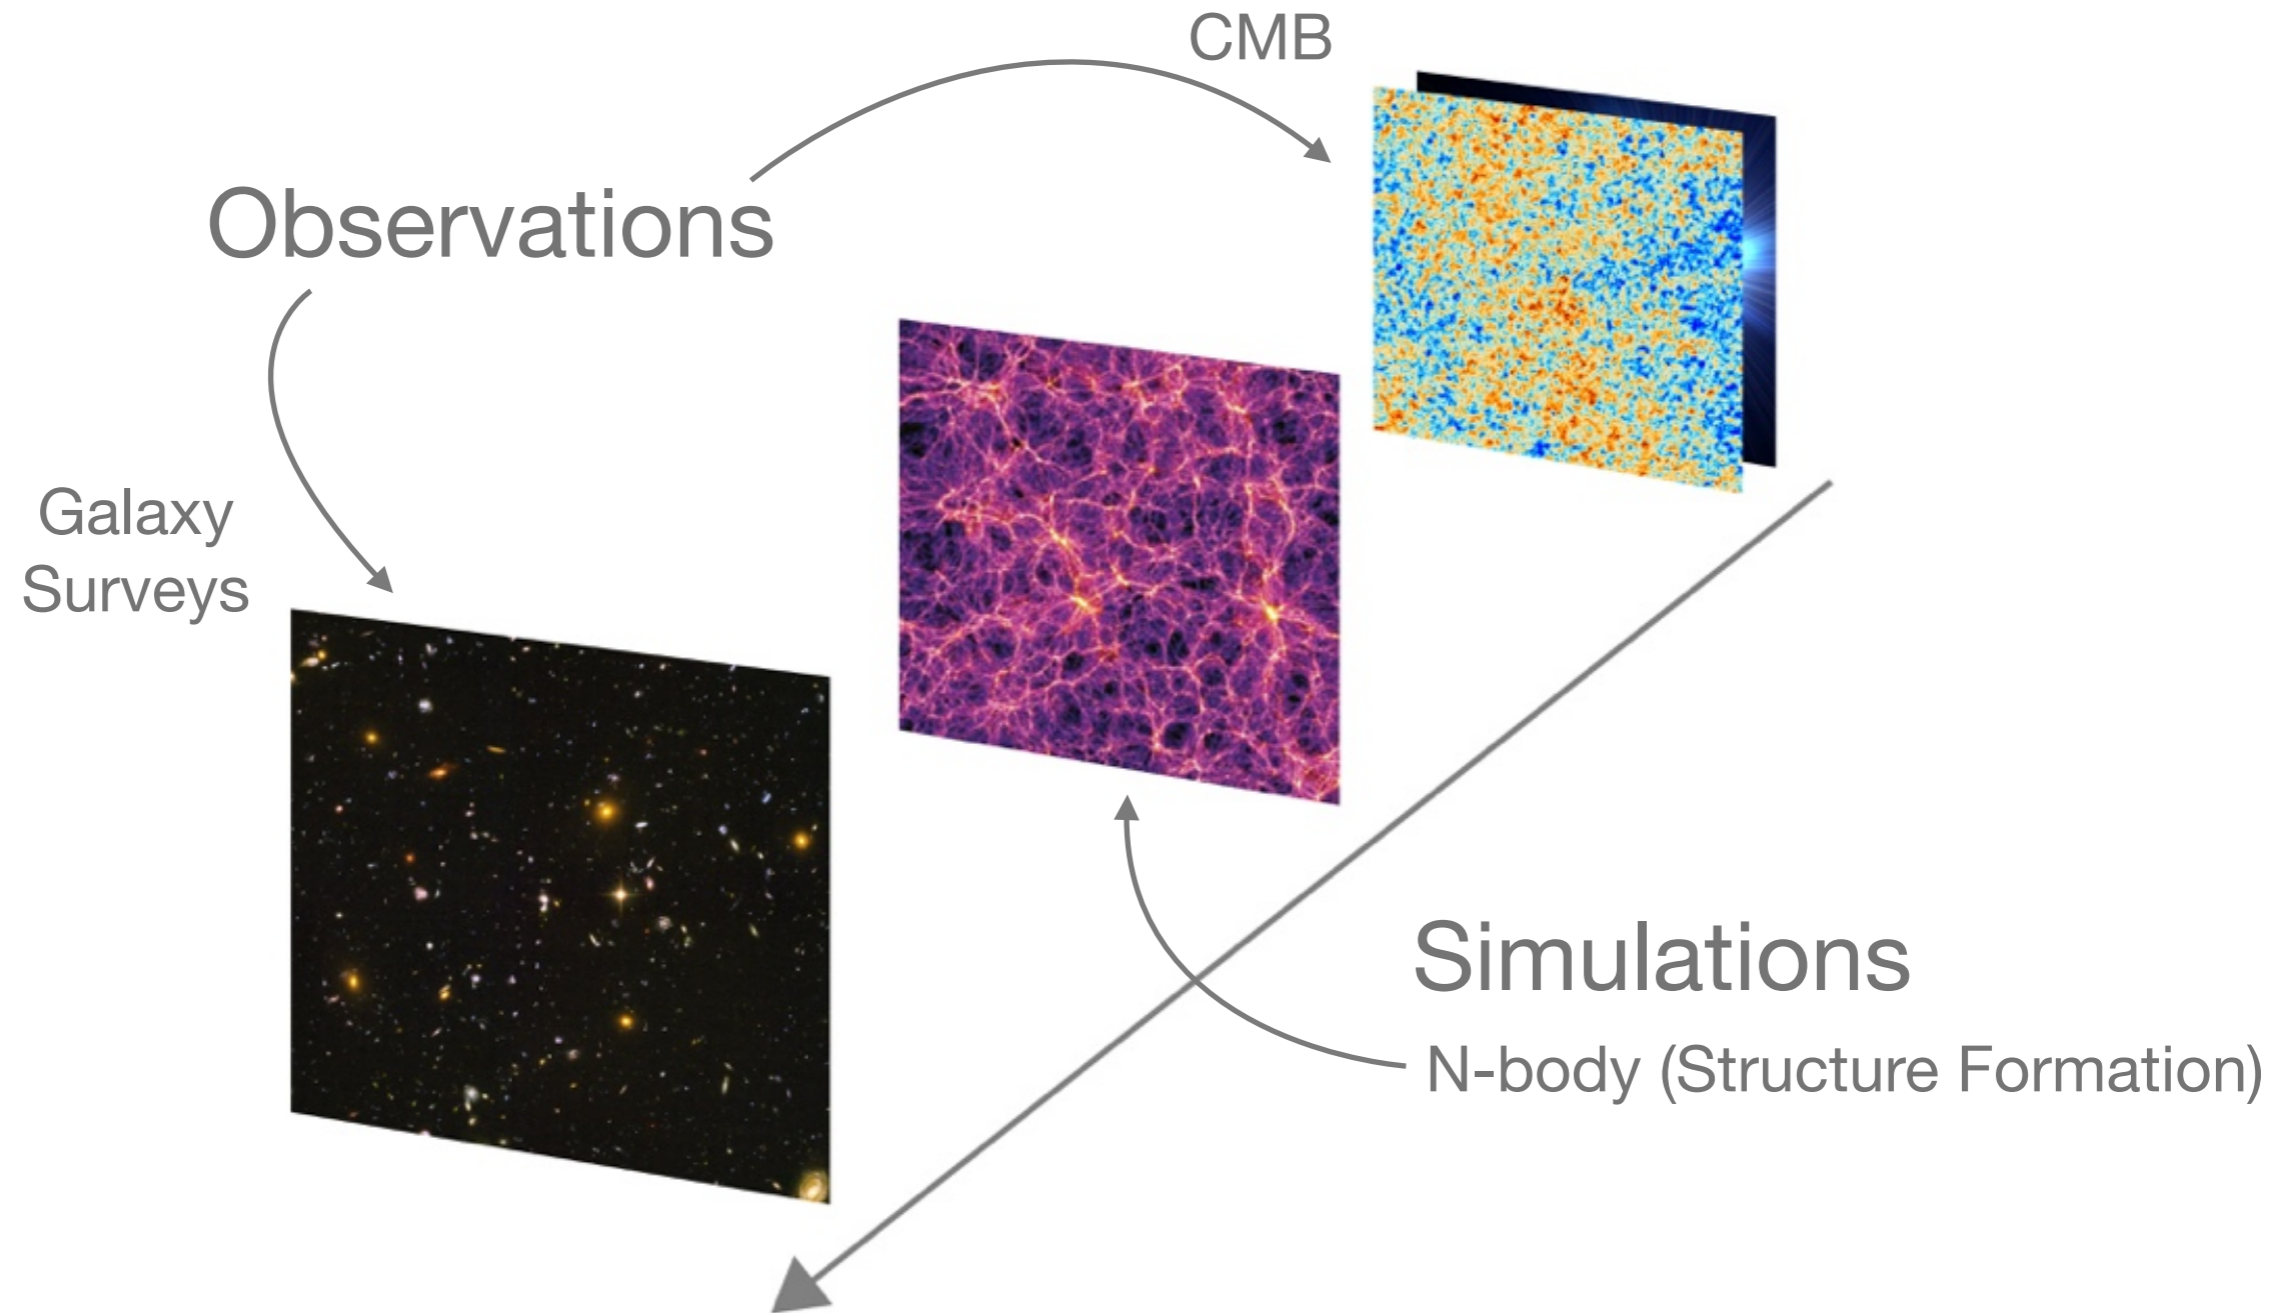 CMB
Observations
Galaxy
Surveys
Simulations
N-body (Structure Formation)